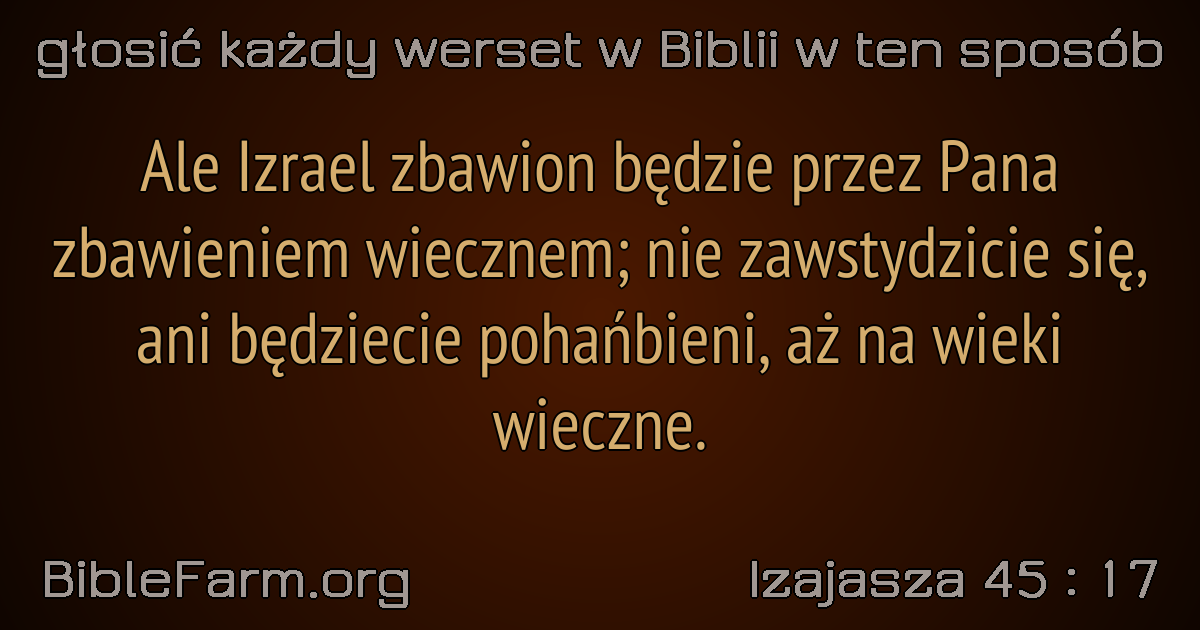 głosić każdy werset w Biblii w ten sposób
Ale Izrael zbawion będzie przez Pana
zbawieniem wiecznem; nie zawstydzicie się,
ani będziecie pohańbieni, aż na wieki
wieczne.
BibleFarm.org
Izajasza 45 : 17